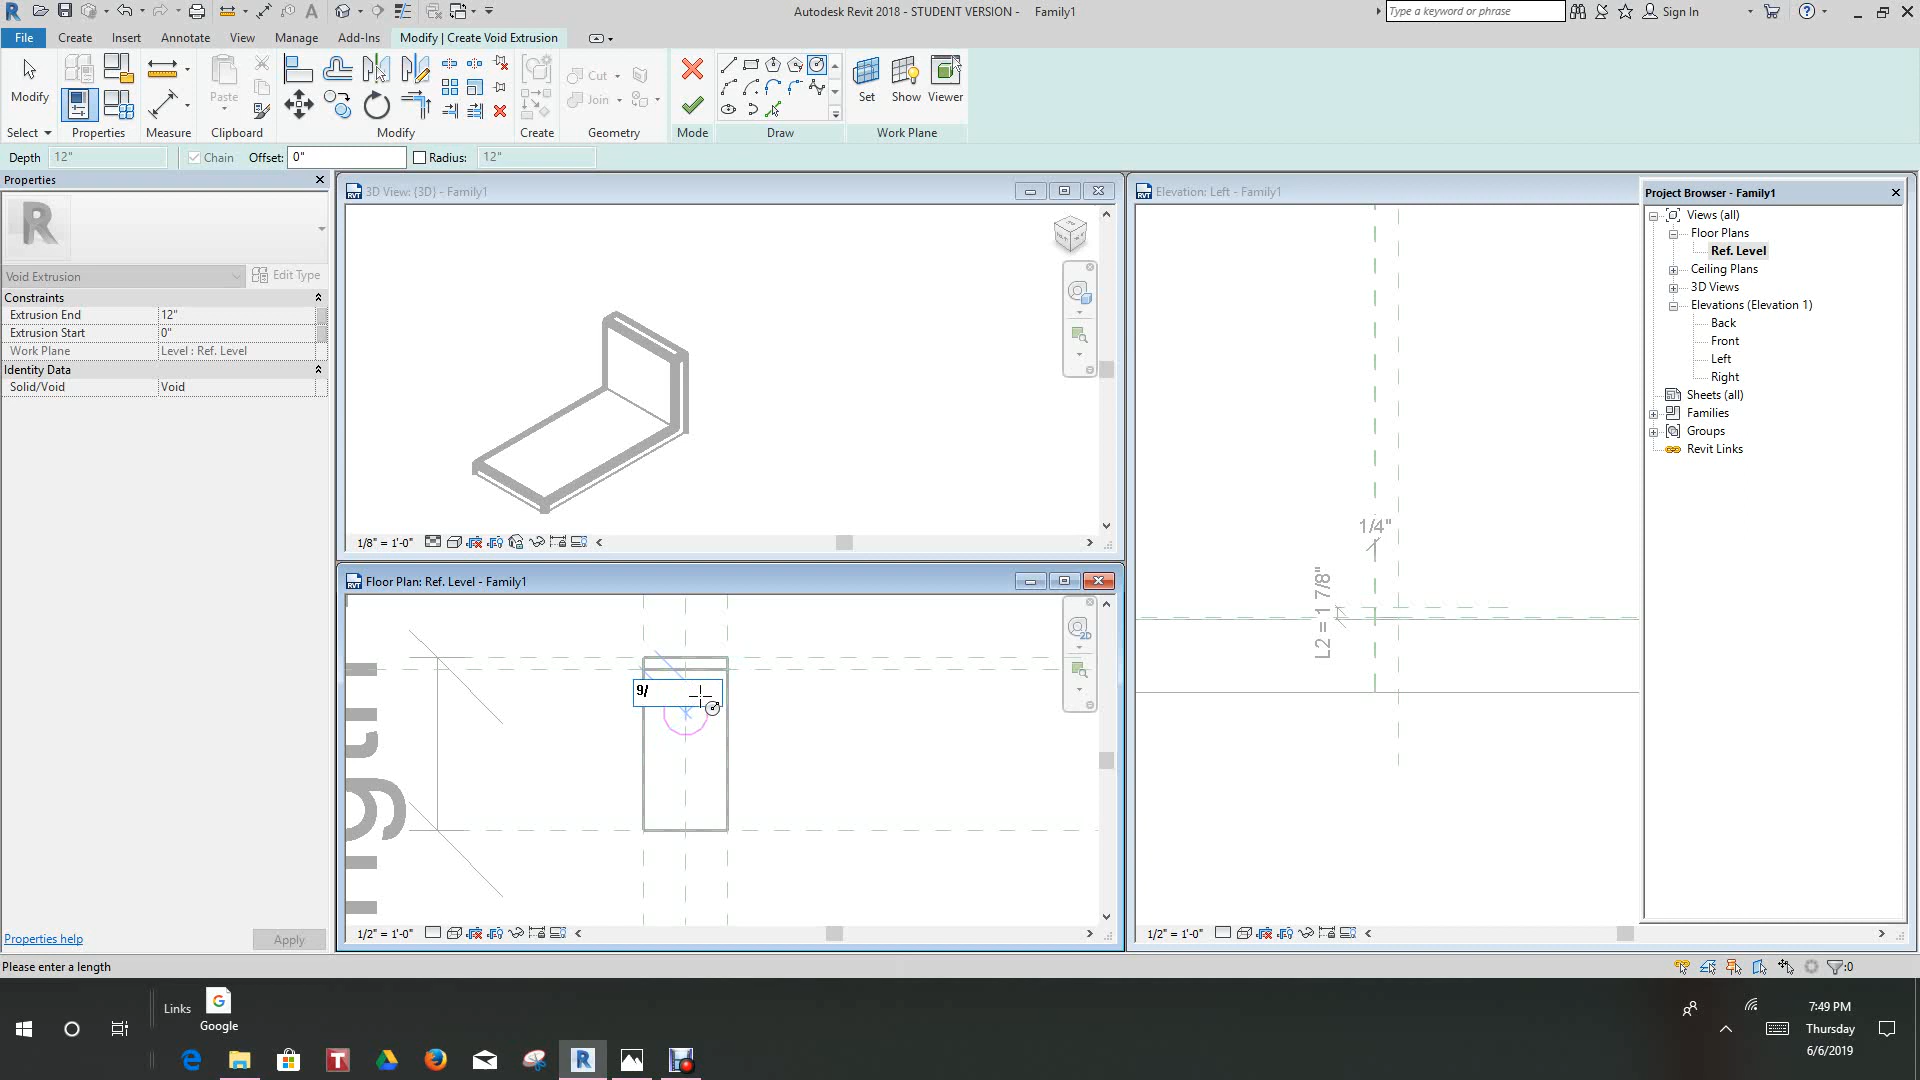 Autodesk Revit 2018 - STUDENT VERSION - Family1
Type a keyword or phrase
Sign In
File Create Insert Annotate View Manage Add-Ins Modify | Create Void Extrusion
Modify
Paste
Cut
Join
Set Show Viewer
Select Properties Measure Clipboard Modify Create Geometry Mode Draw Work Plane
Depth 12" Chain Offset: 0" Radius: 12"
Properties
R
Void Extrusion Edit Type
Constraints
Extrusion End 12"
Extrusion Start 0"
Work Plane Level : Ref. Level
Identity Data
Solid/Void Void
Properties help
Apply
3D View: {3D} - Family1
1/8" = 1'-0"
Floor Plan: Ref. Level - Family1
9/
1/2" = 1'-0"
Elevation: Left - Family1
1/4"
L2 = 1 7/8"
1/2" = 1'-0"
Project Browser - Family1
Views (all)
Floor Plans
Ref. Level
Ceiling Plans
3D Views
Elevations (Elevation 1)
Back
Front
Left
Right
Sheets (all)
Families
Groups
Revit Links
Please enter a length
:0
Links
Google
7:49 PM
Thursday
6/6/2019